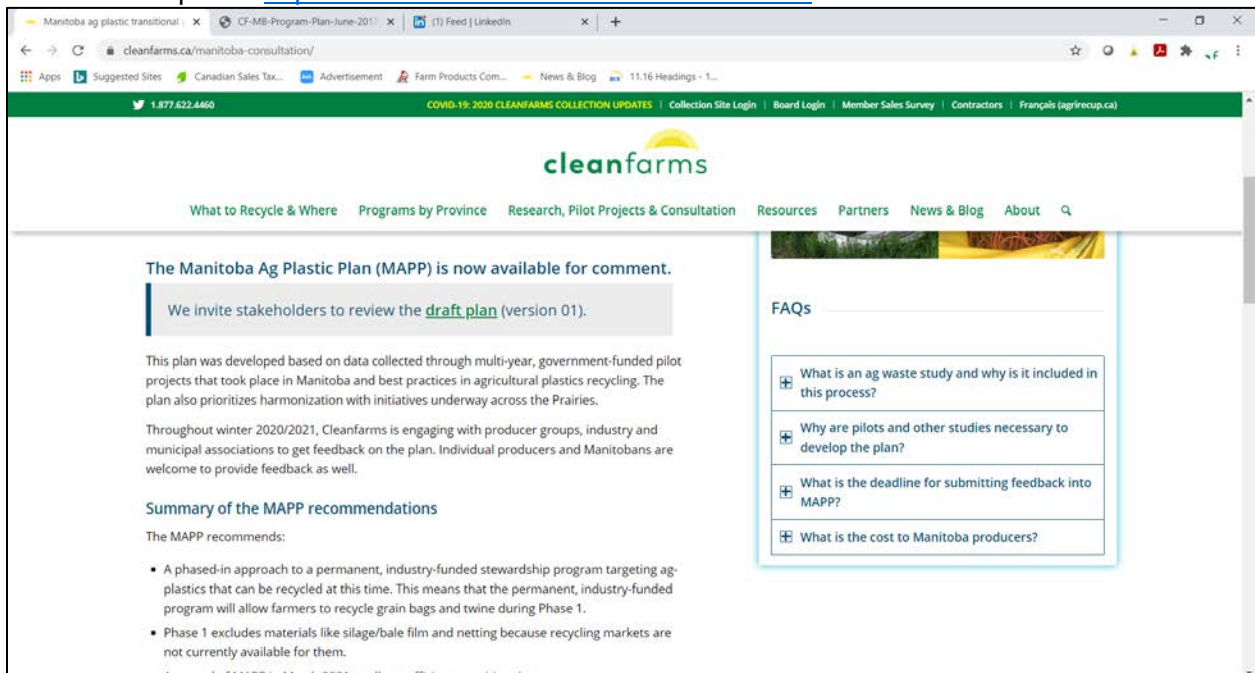 Manitoba ag plastic transitional
CF-MB-Program-Plan-June-201
(1) Feed | LinkedIn
cleanfarms.ca/manitoba-consultation/
Apps
Suggested Sites
Canadian Sales Tax...
Advertisement
Farm Products Com...
News & Blog
11.16 Headings - 1...
1.877.622.4460
COVID-19: 2020 CLEANFARMS COLLECTION UPDATES | Collection Site Login | Board Login | Member Sales Survey | Contractors | Français (agrirecup.ca)
cleanfarms
What to Recycle & Where
Programs by Province
Research, Pilot Projects & Consultation
Resources
Partners
News & Blog
About
The Manitoba Ag Plastic Plan (MAPP) is now available for comment.
We invite stakeholders to review the draft plan (version 01).
This plan was developed based on data collected through multi-year, government-funded pilot
projects that took place in Manitoba and best practices in agricultural plastics recycling. The
plan also prioritizes harmonization with initiatives underway across the Prairies.
Throughout winter 2020/2021, Cleanfarms is engaging with producer groups, industry and
municipal associations to get feedback on the plan. Individual producers and Manitobans are
welcome to provide feedback as well.
Summary of the MAPP recommendations
The MAPP recommends:
• A phased-in approach to a permanent, industry-funded stewardship program targeting ag-
plastics that can be recycled at this time. This means that the permanent, industry-funded
program will allow farmers to recycle grain bags and twine during Phase 1.
• Phase 1 excludes materials like silage/bale film and netting because recycling markets are
not currently available for them.
FAQs
What is an ag waste study and why is it included in
this process?
Why are pilots and other studies necessary to
develop the plan?
What is the deadline for submitting feedback into
MAPP?
What is the cost to Manitoba producers?